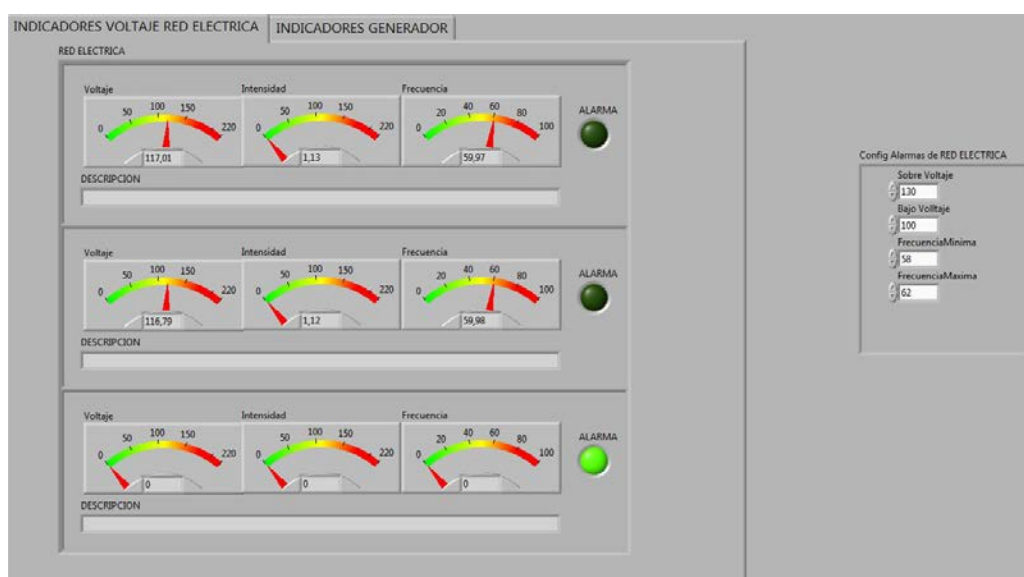 INDICADORES VOLTAJE RED ELECTRICA INDICADORES GENERADOR
RED ELECTRICA
Voltaje Intensidad Frecuencia
0 50 100 150 220
0 50 100 150 220
0 20 40 60 80 100
ALARMA
117,01 1,13 59,97
DESCRIPCION
Voltaje Intensidad Frecuencia
0 50 100 150 220
0 50 100 150 220
0 20 40 60 80 100
ALARMA
116,79 1,12 59,98
DESCRIPCION
Voltaje Intensidad Frecuencia
0 50 100 150 220
0 50 100 150 220
0 20 40 60 80 100
ALARMA
0 0 0
DESCRIPCION
Config Alarmas de RED ELECTRICA
Sobre Voltaje
130
Bajo Volltaje
100
FrecuenciaMinima
58
FrecuenciaMaxima
62